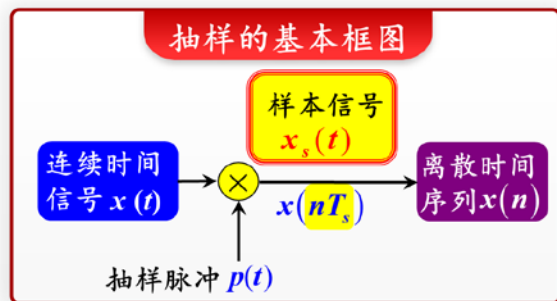 抽样的基本框图
样本信号
x_s(t)
连续时间
信号 x(t)
×
x(nT_s)
离散时间
序列x(n)
抽样脉冲 p(t)